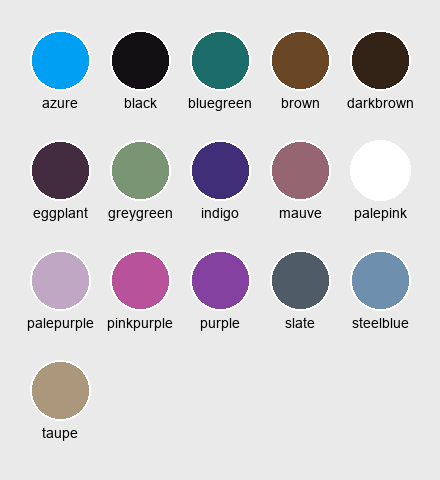 azure black bluegreen brown darkbrown
eggplant greygreen indigo mauve palepink
palepurple pinkpurple purple slate steelblue
taupe